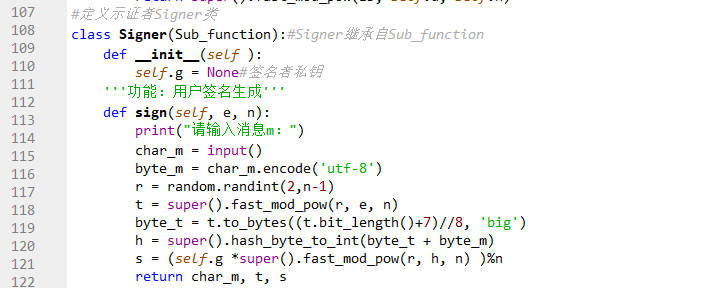 107 return super().fast_mod_pow(
108 #定义示证者Signer类
109 class Signer(Sub_function):#Signer继承自Sub_function
110 def __init__(self ):
111 self.g = None#签名者私钥
112 '''功能：用户签名生成'''
113 def sign(self, e, n):
114 print("请输入消息m：")
115 char_m = input()
116 byte_m = char_m.encode('utf-8')
117 r = random.randint(2,n-1)
118 t = super().fast_mod_pow(r, e, n)
119 byte_t = t.to_bytes((t.bit_length()+7)//8, 'big')
120 h = super().hash_byte_to_int(byte_t + byte_m)
121 s = (self.g *super().fast_mod_pow(r, h, n) )%n
122 return char_m, t, s